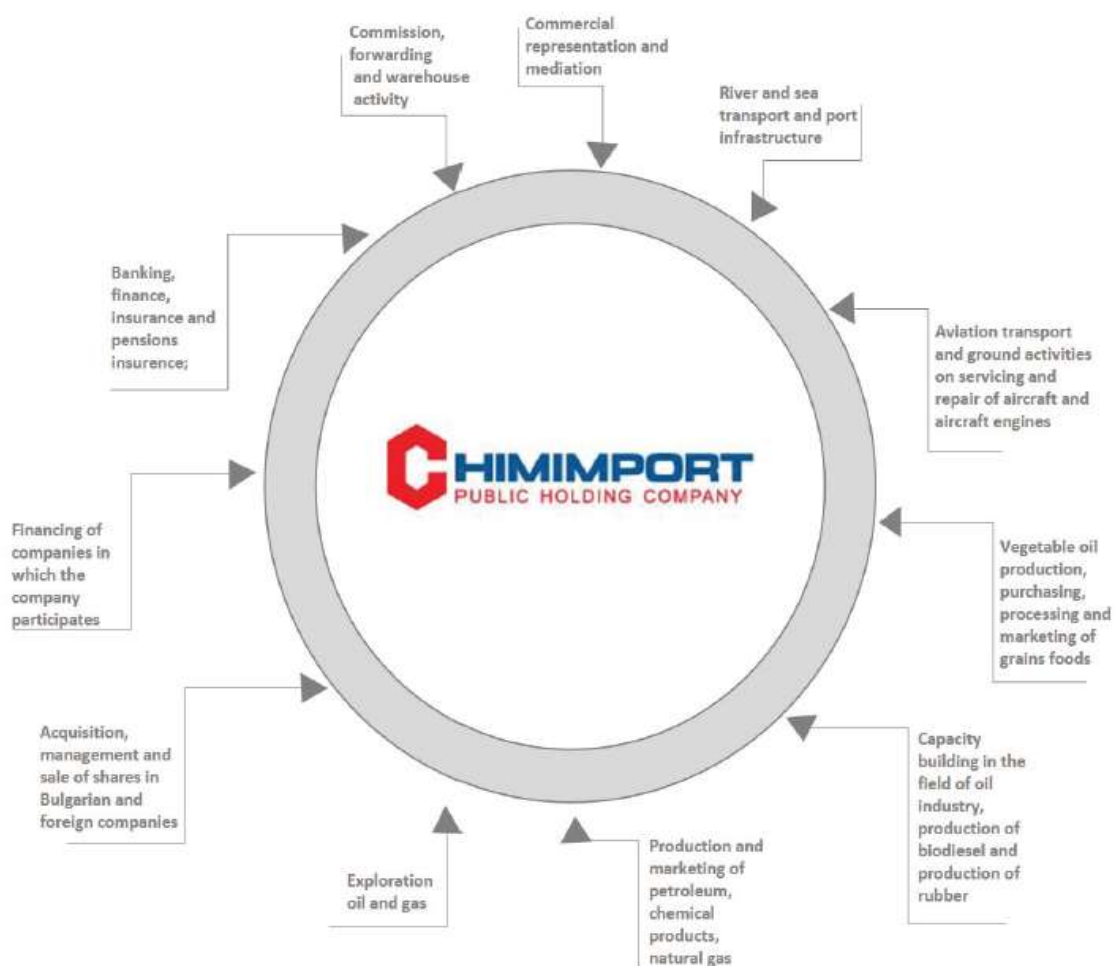 Commercial
representation and
mediation
Commission,
forwarding
and warehouse
activity
River and sea
transport and port
infrastructure
Banking,
finance,
insurance and
pensions
insurence;
Aviation transport
and ground activities
on servicing and
repair of aircraft and
aircraft engines
CHIMIMPORT
PUBLIC HOLDING COMPANY
Financing of
companies in
which the
company
participates
Vegetable oil
production,
purchasing,
processing and
marketing of
grains foods
Acquisition,
management and
sale of shares in
Bulgarian and
foreign companies
Capacity
building in the
field of oil
industry,
production of
biodiesel and
production of
rubber
Exploration
oil and gas
Production and
marketing of
petroleum,
chemical
products,
natural gas